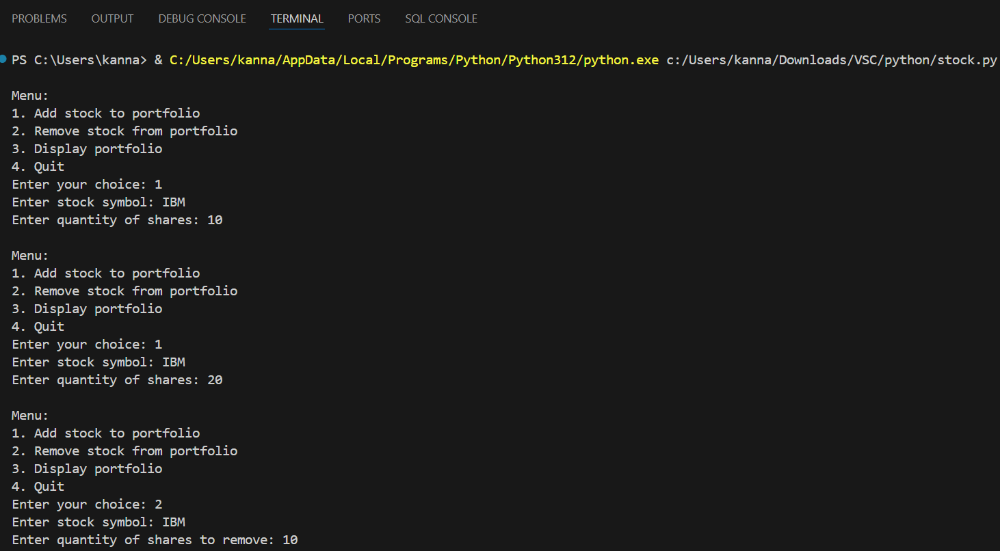 PROBLEMS OUTPUT DEBUG CONSOLE TERMINAL PORTS SQL CONSOLE
PS C:\Users\kanna> & C:/Users/kanna/AppData/Local/Programs/Python/Python312/python.exe c:/Users/kanna/Downloads/VSC/python/stock.py
Menu:
1. Add stock to portfolio
2. Remove stock from portfolio
3. Display portfolio
4. Quit
Enter your choice: 1
Enter stock symbol: IBM
Enter quantity of shares: 10
Menu:
1. Add stock to portfolio
2. Remove stock from portfolio
3. Display portfolio
4. Quit
Enter your choice: 1
Enter stock symbol: IBM
Enter quantity of shares: 20
Menu:
1. Add stock to portfolio
2. Remove stock from portfolio
3. Display portfolio
4. Quit
Enter your choice: 2
Enter stock symbol: IBM
Enter quantity of shares to remove: 10